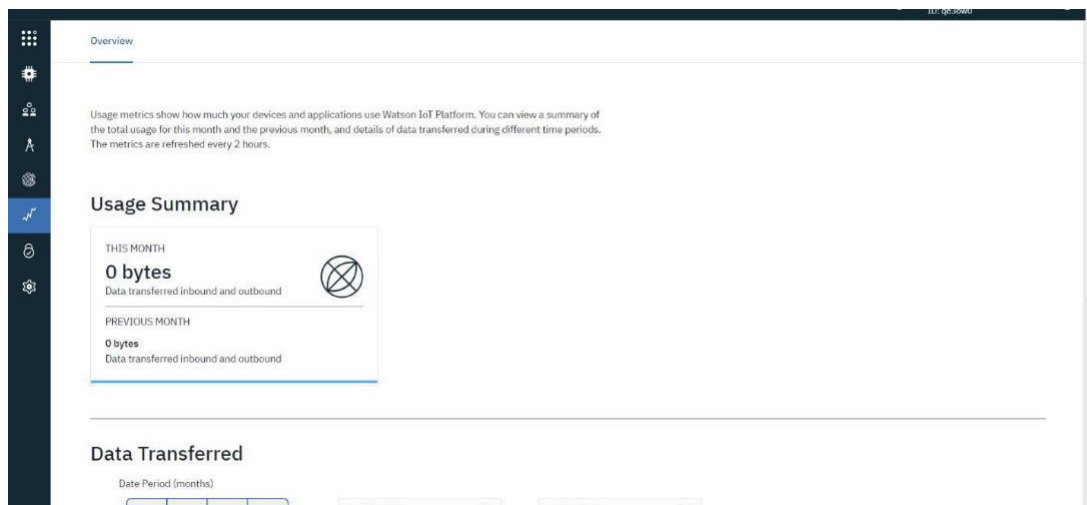 Overview
Usage metrics show how much your devices and applications use Watson IoT Platform. You can view a summary of
the total usage for this month and the previous month, and details of data transferred during different time periods.
The metrics are refreshed every 2 hours.
Usage Summary
THIS MONTH
0 bytes
Data transferred inbound and outbound
PREVIOUS MONTH
0 bytes
Data transferred inbound and outbound
Data Transferred
Date Period (months)